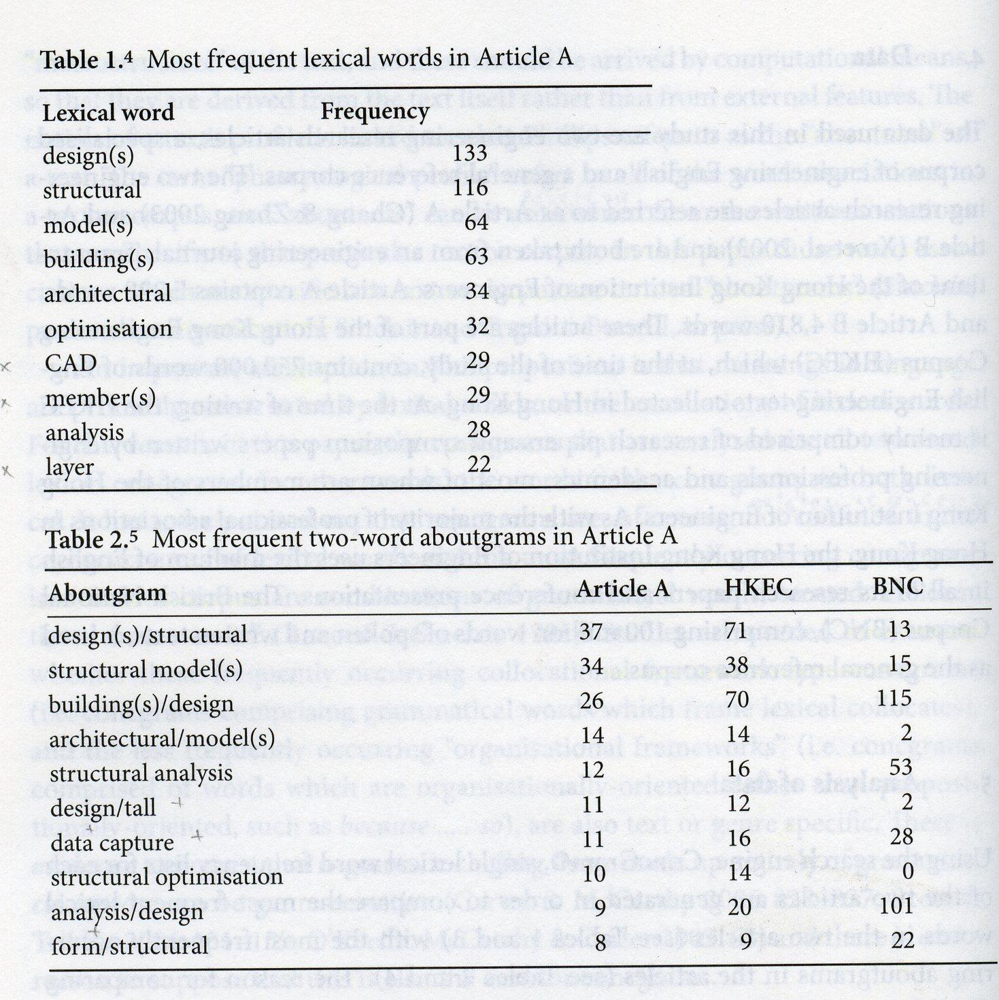 Table 1.4 Most frequent lexical words in Article A
Lexical word Frequency
design(s) 133
structural 116
model(s) 64
building(s) 63
architectural 34
optimisation 32
CAD 29
member(s) 29
analysis 28
layer 22
Table 2.5 Most frequent two-word aboutgrams in Article A
Aboutgram Article A HKEC BNC
design(s)/structural 37 71 13
structural model(s) 34 38 15
building(s)/design 26 70 115
architectural/model(s) 14 14 2
structural analysis 12 16 53
design/tall 11 12 2
data capture 11 16 28
structural optimisation 10 14 0
analysis/design 9 20 101
form/structural 8 9 22